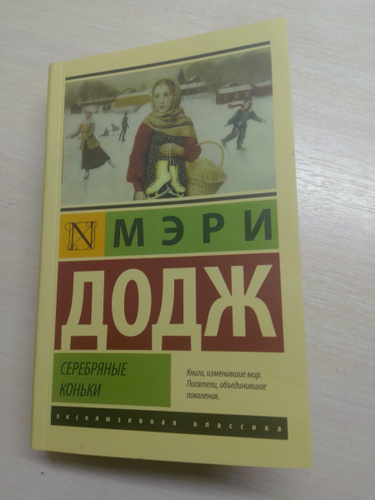 N
МЭРИ
ДОДЖ
СЕРЕБРЯНЫЕ
КОНЬКИ
Книги, изменившие мир.
Писатели, объединившие
поколения.
эксклюзивная классика